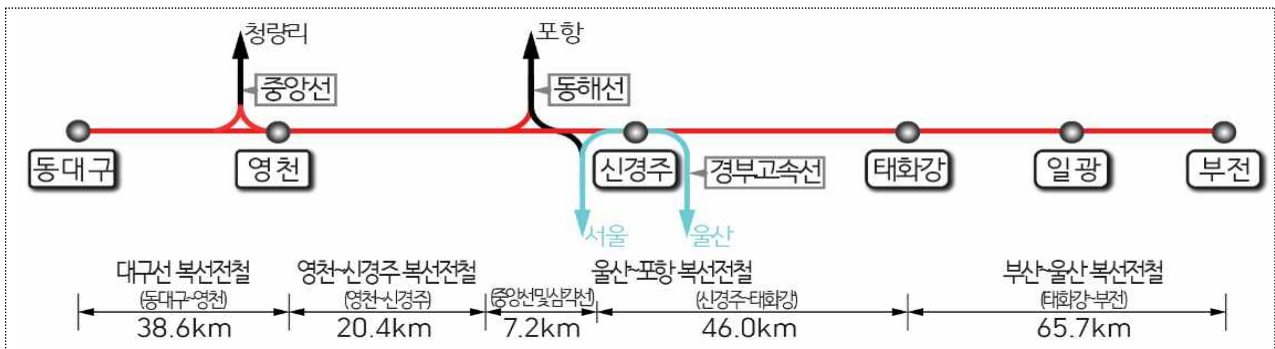 청량리
포항
중앙선
동해선
동대구
영천
신경주
경부고속선
태화강
일광
부전
서울
울산
대구선 복선전철
영천~신경주 복선전철
울산~포항 복선전철
부산~울산 복선전철
(동대구~영천)
(영천~신경주)
(중앙선및삼각선)
(신경주~태화강)
(태화강~부전)
38.6km
20.4km
7.2km
46.0km
65.7km